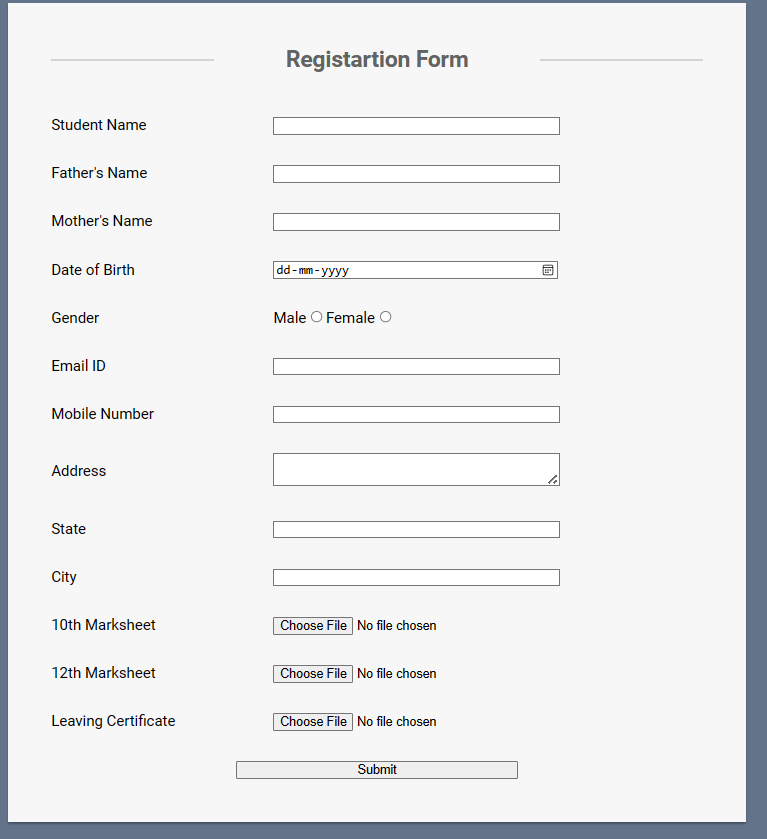 Registartion Form
Student Name
Father's Name
Mother's Name
Date of Birth dd-mm-yyyy
Gender Male Female
Email ID
Mobile Number
Address
State
City
10th Marksheet Choose File No file chosen
12th Marksheet Choose File No file chosen
Leaving Certificate Choose File No file chosen
Submit